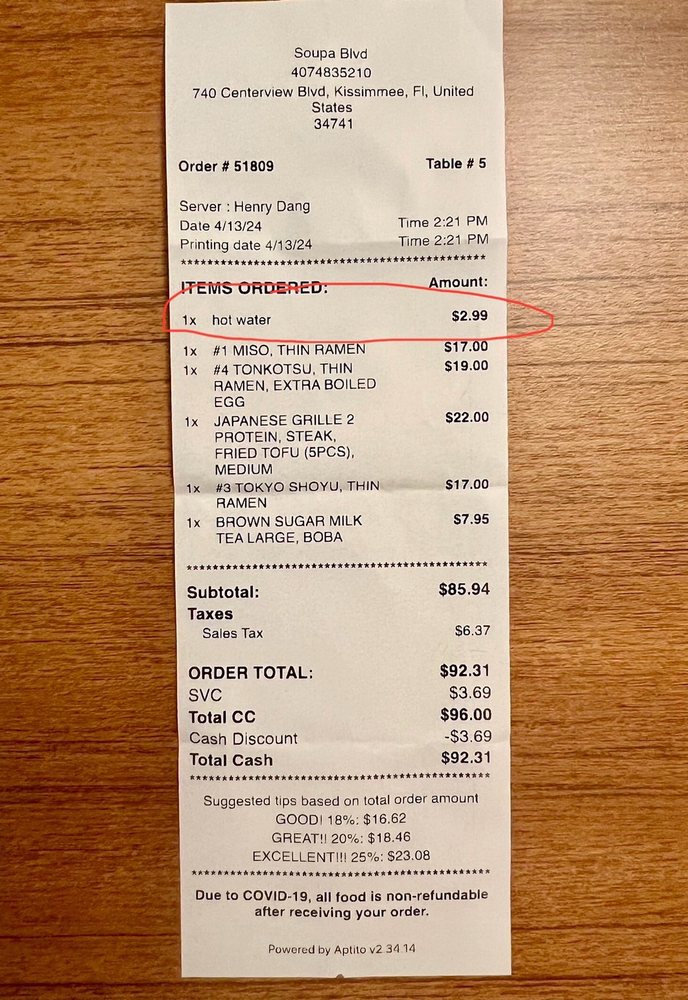 Soupa Blvd
4074835210
740 Centerview Blvd, Kissimmee, Fl, United
States
34741
Order # 51809 Table # 5
Server : Henry Dang
Date 4/13/24 Time 2:21 PM
Printing date 4/13/24 Time 2:21 PM
**********************************************
ITEMS ORDERED: Amount:
1x hot water $2.99
1x #1 MISO, THIN RAMEN $17.00
1x #4 TONKOTSU, THIN $19.00
RAMEN, EXTRA BOILED
EGG
1x JAPANESE GRILLE 2 $22.00
PROTEIN, STEAK,
FRIED TOFU (5PCS),
MEDIUM
1x #3 TOKYO SHOYU, THIN $17.00
RAMEN
1x BROWN SUGAR MILK $7.95
TEA LARGE, BOBA
**********************************************
Subtotal: $85.94
Taxes
Sales Tax $6.37
ORDER TOTAL: $92.31
SVC $3.69
Total CC $96.00
Cash Discount -$3.69
Total Cash $92.31
**********************************************
Suggested tips based on total order amount
GOOD! 18%: $16.62
GREAT!! 20%: $18.46
EXCELLENT!!! 25%: $23.08
**********************************************
Due to COVID-19, all food is non-refundable
after receiving your order.
Powered by Aptito v2.34.14